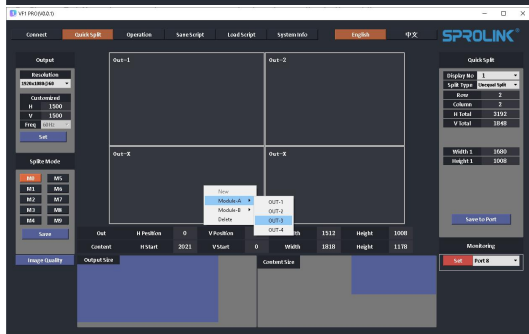 VF1 PRO(V0.0.1)
Connect Quick Split Operation Save Script Load Script System Info English 中文 SPROLINK
Output
Resolution
1920x1080@60
Customized
H 1500
V 1500
Freq 60Hz
Set
Splite Mode
M0 M5
M1 M6
M2 M7
M3 M8
M4 M9
Save
Image Quality
Out-1 Out-2
Out-X Out-X
New
Module-A OUT-1
Module-B OUT-2
Delete OUT-3
OUT-4
Out H Position 0 V Position th 1512 Height 1008
Content H Start 2021 V Start 0 Width 1818 Height 1178
Output Size Content Size
Quick Split
Display No 1
Split Type Unequal Split
Row 2
Column 2
H Total 3192
V Total 1848
Width 1 1680
Height 1 1008
Save to Port
Monitoring
Set Port 8